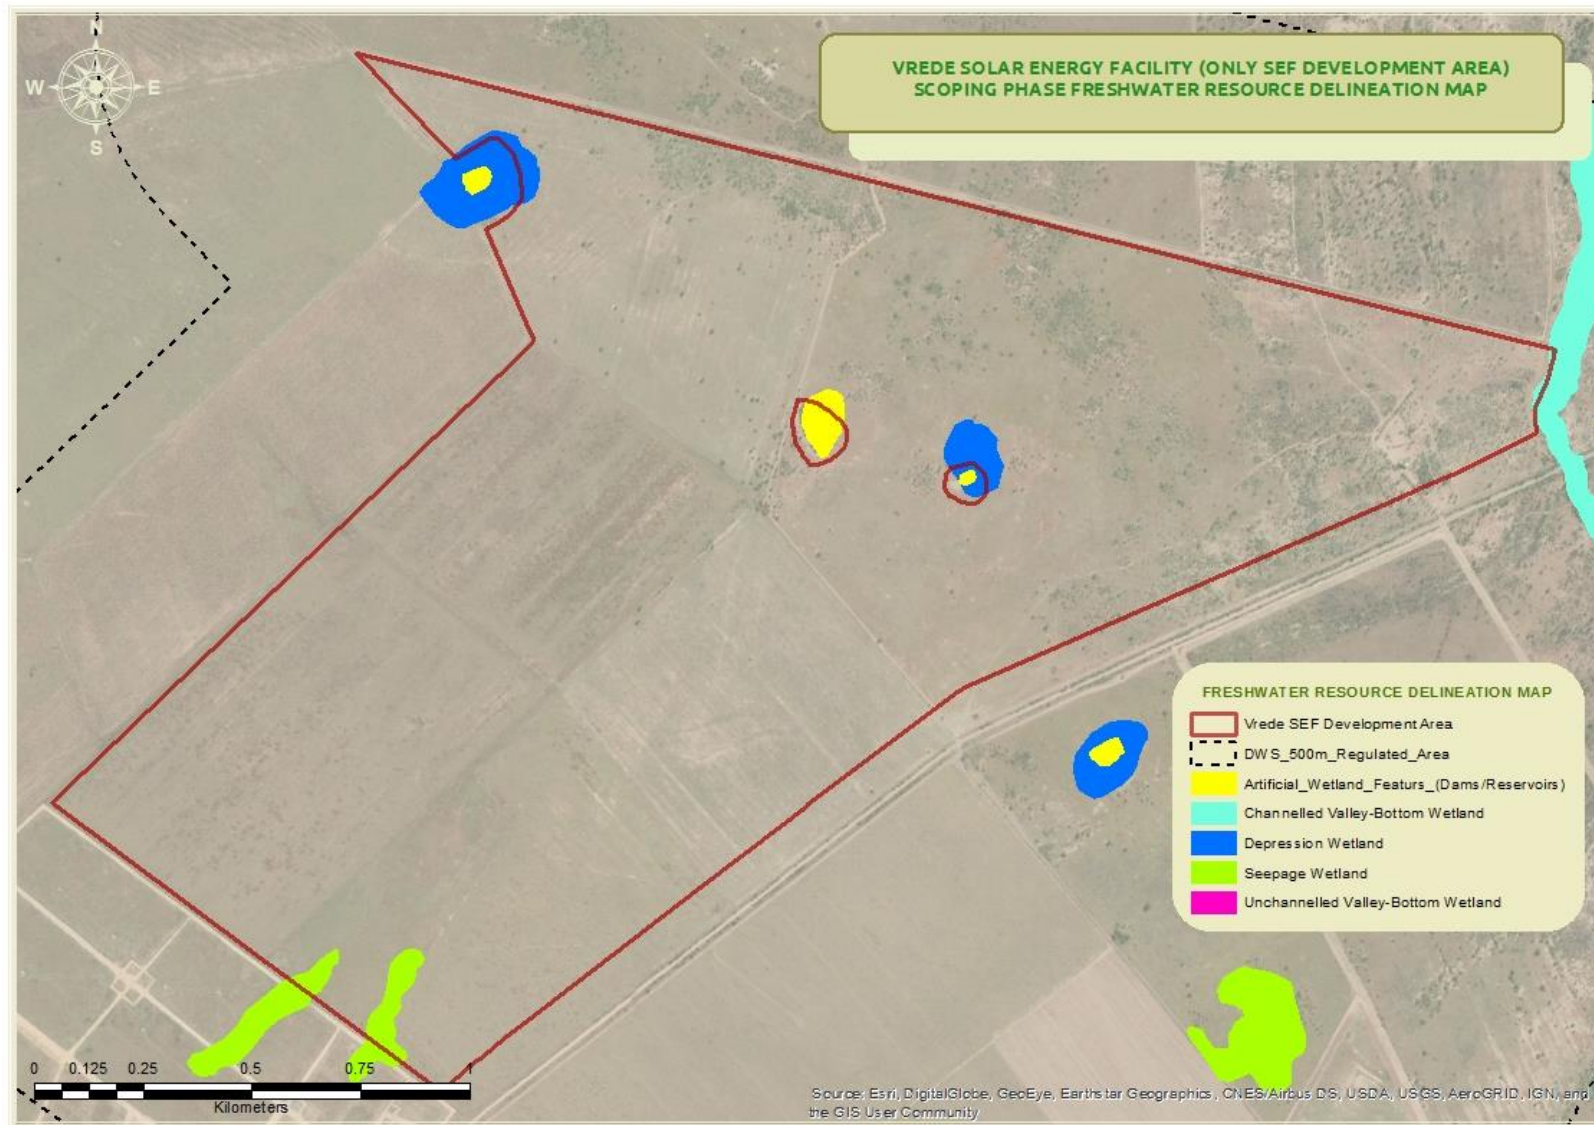 N
W E
S
VREDE SOLAR ENERGY FACILITY (ONLY SEF DEVELOPMENT AREA)
SCOPING PHASE FRESHWATER RESOURCE DELINEATION MAP
FRESHWATER RESOURCE DELINEATION MAP
Vrede SEF Development Area
DWS_500m_Regulated_Area
Artificial_Wetland_Featurs_(Dams/Reservoirs)
Channelled Valley-Bottom Wetland
Depression Wetland
Seepage Wetland
Unchannelled Valley-Bottom Wetland
0 0.125 0.25 0.5 0.75 1
Kilometers
Source: Esri, DigitalGlobe, GeoEye, Earthstar Geographics, CNES/Airbus DS, USDA, USGS, AeroGRID, IGN, and
the GIS User Community